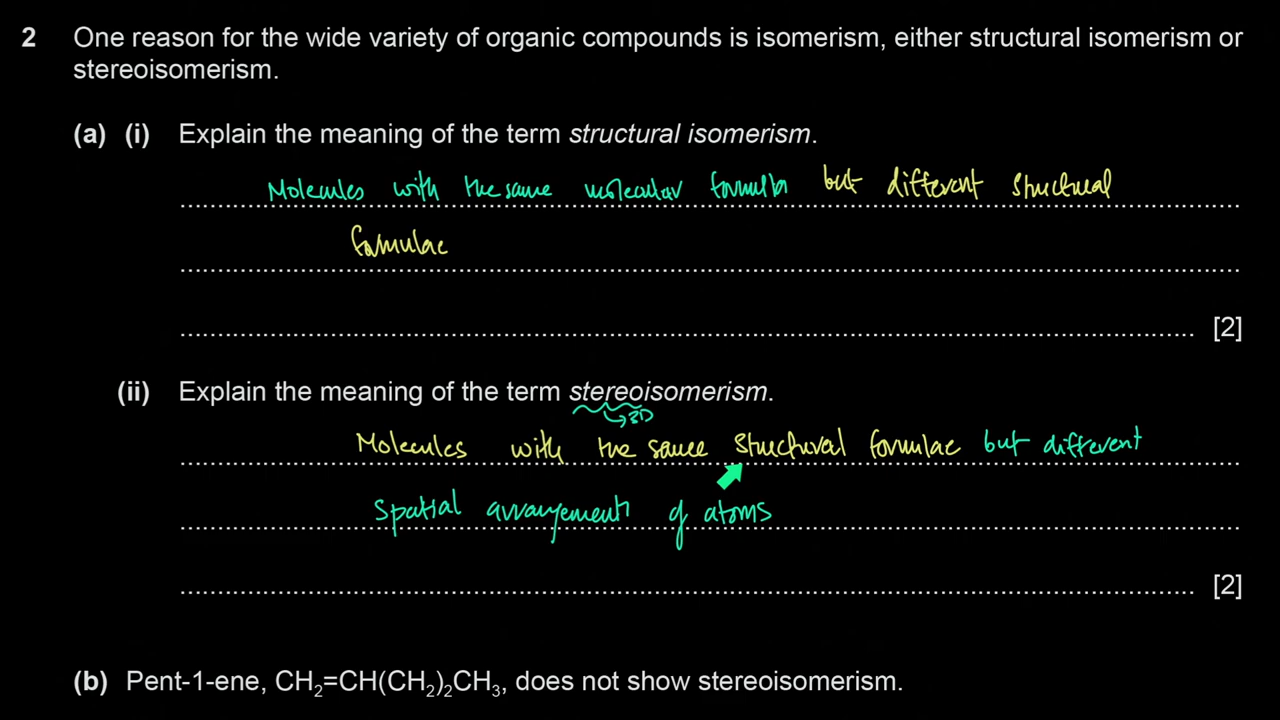 2 One reason for the wide variety of organic compounds is isomerism, either structural isomerism or
stereoisomerism.
(a) (i) Explain the meaning of the term structural isomerism.
Molecules with the same molecular formula but different structural
formulae
[2]
(ii) Explain the meaning of the term stereoisomerism.
→3D
Molecules with the same structural formulae but different
spatial arrangement of atoms
[2]
(b) Pent-1-ene, CH₂=CH(CH₂)₂CH₃, does not show stereoisomerism.